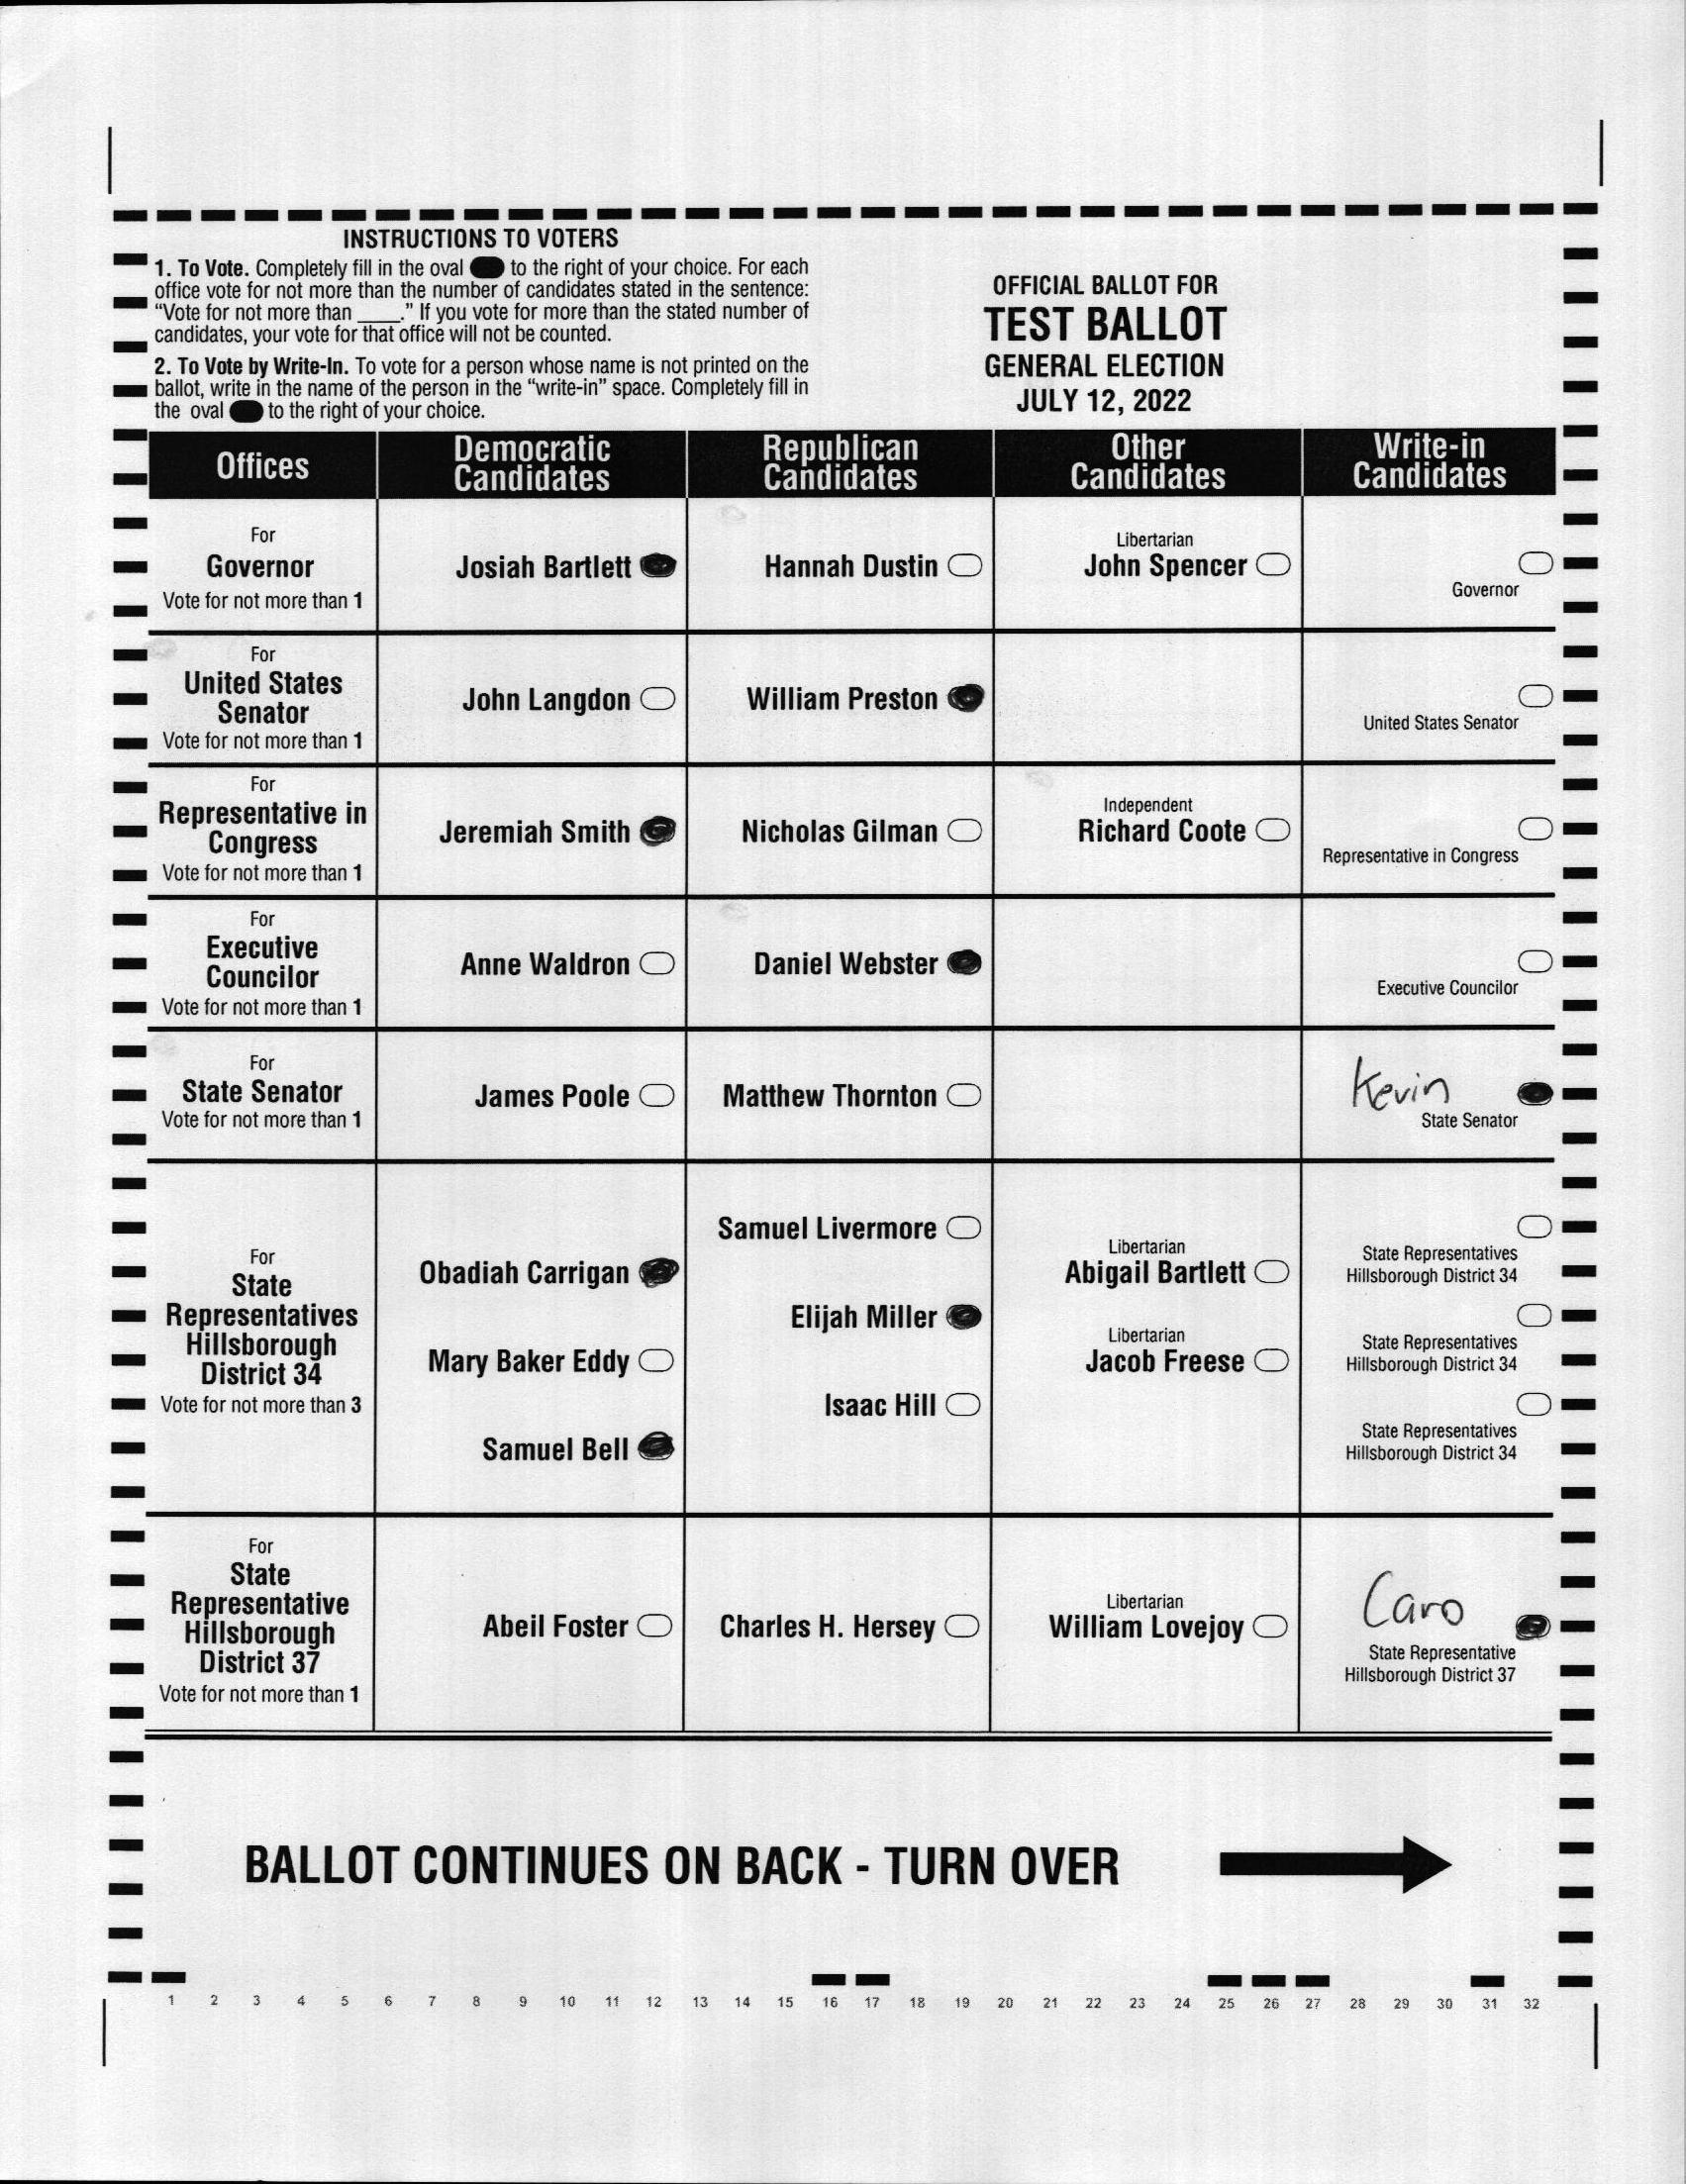 INSTRUCTIONS TO VOTERS
1. To Vote. Completely fill in the oval to the right of your choice. For each
office vote for not more than the number of candidates stated in the sentence:
“Vote for not more than ____.” If you vote for more than the stated number of
candidates, your vote for that office will not be counted.
2. To Vote by Write-In. To vote for a person whose name is not printed on the
ballot, write in the name of the person in the “write-in” space. Completely fill in
the oval to the right of your choice.
OFFICIAL BALLOT FOR
TEST BALLOT
GENERAL ELECTION
JULY 12, 2022
Offices
Democratic
Candidates
Republican
Candidates
Other
Candidates
Write-in
Candidates
For
Governor
Vote for not more than 1
Josiah Bartlett
Hannah Dustin
Libertarian
John Spencer
Governor
For
United States
Senator
Vote for not more than 1
John Langdon
William Preston
United States Senator
For
Representative in
Congress
Vote for not more than 1
Jeremiah Smith
Nicholas Gilman
Independent
Richard Coote
Representative in Congress
For
Executive
Councilor
Vote for not more than 1
Anne Waldron
Daniel Webster
Executive Councilor
For
State Senator
Vote for not more than 1
James Poole
Matthew Thornton
Kevin
State Senator
For
State
Representatives
Hillsborough
District 34
Vote for not more than 3
Obadiah Carrigan
Mary Baker Eddy
Samuel Bell
Samuel Livermore
Elijah Miller
Isaac Hill
Libertarian
Abigail Bartlett
Libertarian
Jacob Freese
State Representatives
Hillsborough District 34
State Representatives
Hillsborough District 34
State Representatives
Hillsborough District 34
For
State
Representative
Hillsborough
District 37
Vote for not more than 1
Abeil Foster
Charles H. Hersey
Libertarian
William Lovejoy
Caro
State Representative
Hillsborough District 37
BALLOT CONTINUES ON BACK - TURN OVER
1 2 3 4 5 6 7 8 9 10 11 12 13 14 15 16 17 18 19 20 21 22 23 24 25 26 27 28 29 30 31 32